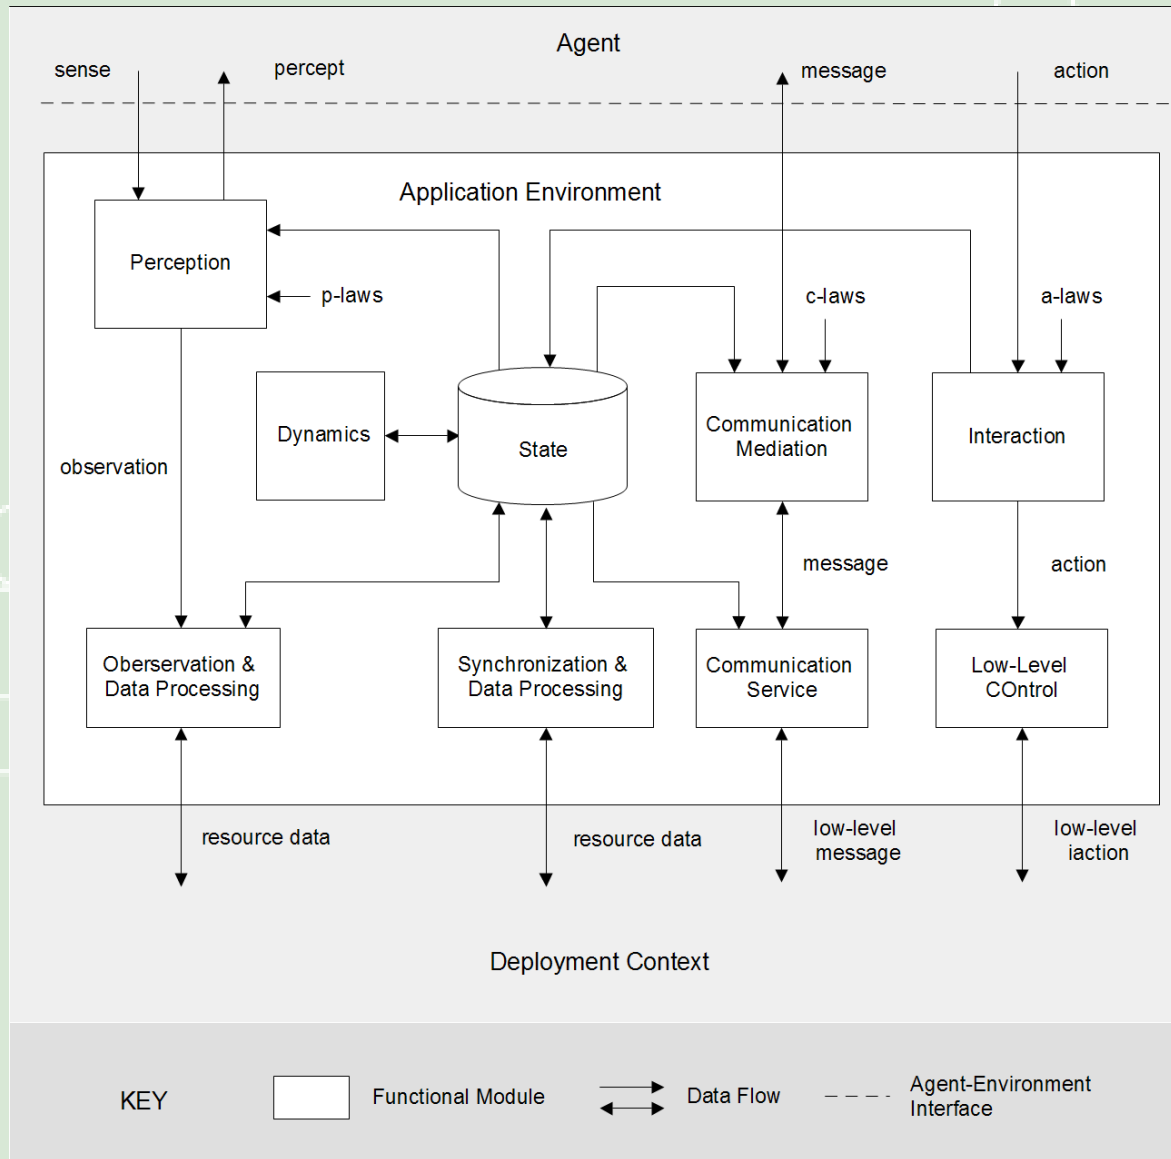 Agent
sense
percept
message
action
Application Environment
Perception
p-laws
c-laws
a-laws
Dynamics
State
Communication
Mediation
Interaction
observation
message
action
Oberservation &
Data Processing
Synchronization &
Data Processing
Communication
Service
Low-Level
COntrol
resource data
resource data
low-level
message
low-level
iaction
Deployment Context
KEY
Functional Module
Data Flow
Agent-Environment
Interface